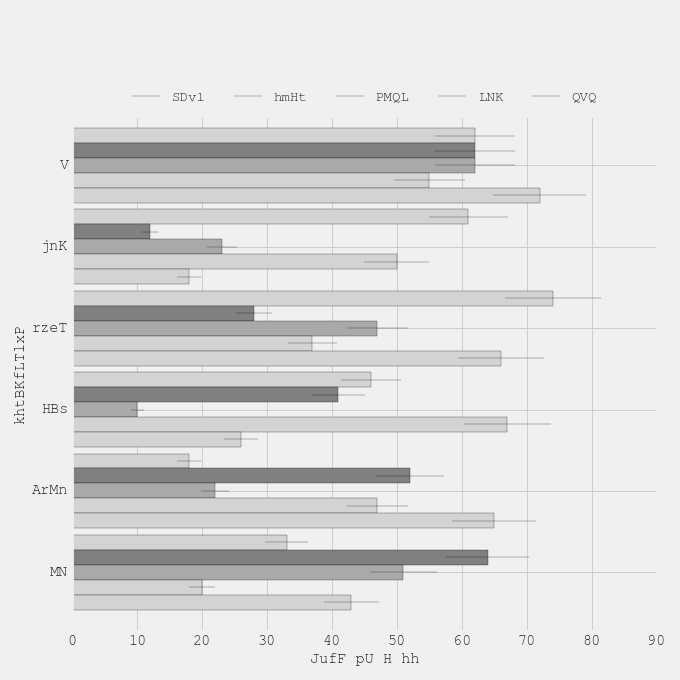 SDvl hmHt PMQL LNK QVQ
V
jnK
rzeT
HBs
ArMn
MN
khtBKfLTlxP
0 10 20 30 40 50 60 70 80 90
JufF pU H hh